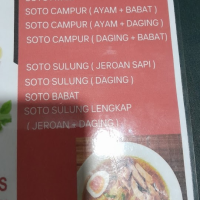 SOTO CAMPUR ( AYAM + BABAT )
SOTO CAMPUR ( AYAM + DAGING )
SOTO CAMPUR ( DAGING + BABAT )
SOTO SULUNG ( JEROAN SAPI )
SOTO SULUNG ( DAGING )
SOTO BABAT
SOTO SULUNG LENGKAP
( JEROAN + DAGING )